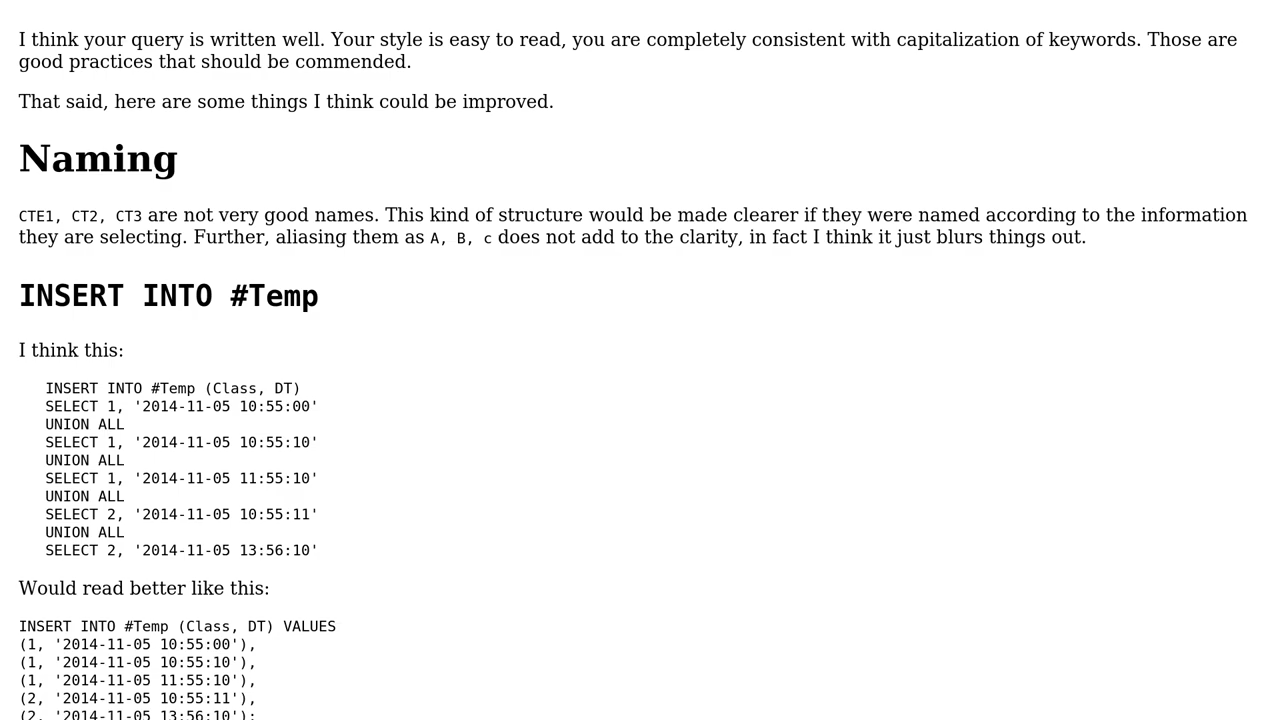 I think your query is written well. Your style is easy to read, you are completely consistent with capitalization of keywords. Those are
good practices that should be commended.
That said, here are some things I think could be improved.
Naming
CTE1, CT2, CT3 are not very good names. This kind of structure would be made clearer if they were named according to the information
they are selecting. Further, aliasing them as A, B, c does not add to the clarity, in fact I think it just blurs things out.
INSERT INTO #Temp
I think this:
INSERT INTO #Temp (Class, DT)
SELECT 1, '2014-11-05 10:55:00'
UNION ALL
SELECT 1, '2014-11-05 10:55:10'
UNION ALL
SELECT 1, '2014-11-05 11:55:10'
UNION ALL
SELECT 2, '2014-11-05 10:55:11'
UNION ALL
SELECT 2, '2014-11-05 13:56:10'
Would read better like this:
INSERT INTO #Temp (Class, DT) VALUES
(1, '2014-11-05 10:55:00'),
(1, '2014-11-05 10:55:10'),
(1, '2014-11-05 11:55:10'),
(2, '2014-11-05 10:55:11'),
(2, '2014-11-05 13:56:10');